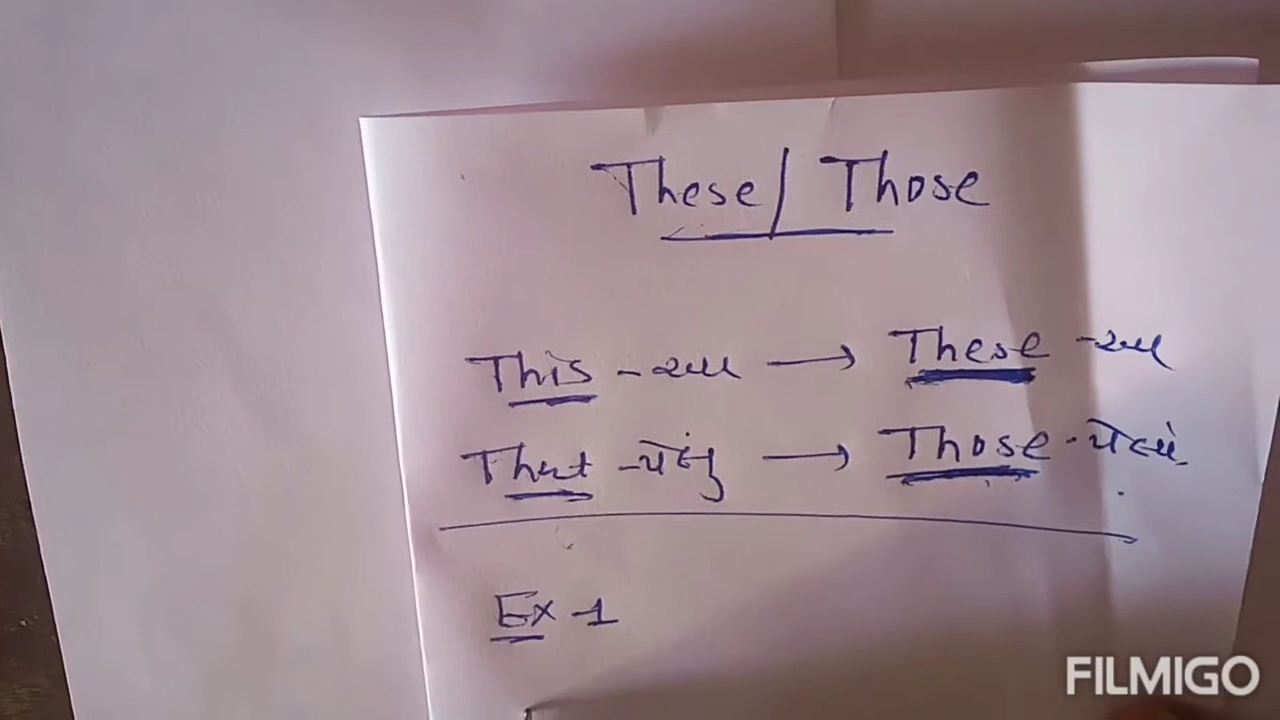 These / Those
This - આ → These - આ
That - પેલું → Those - પેલાં
Ex - 1
FILMIGO